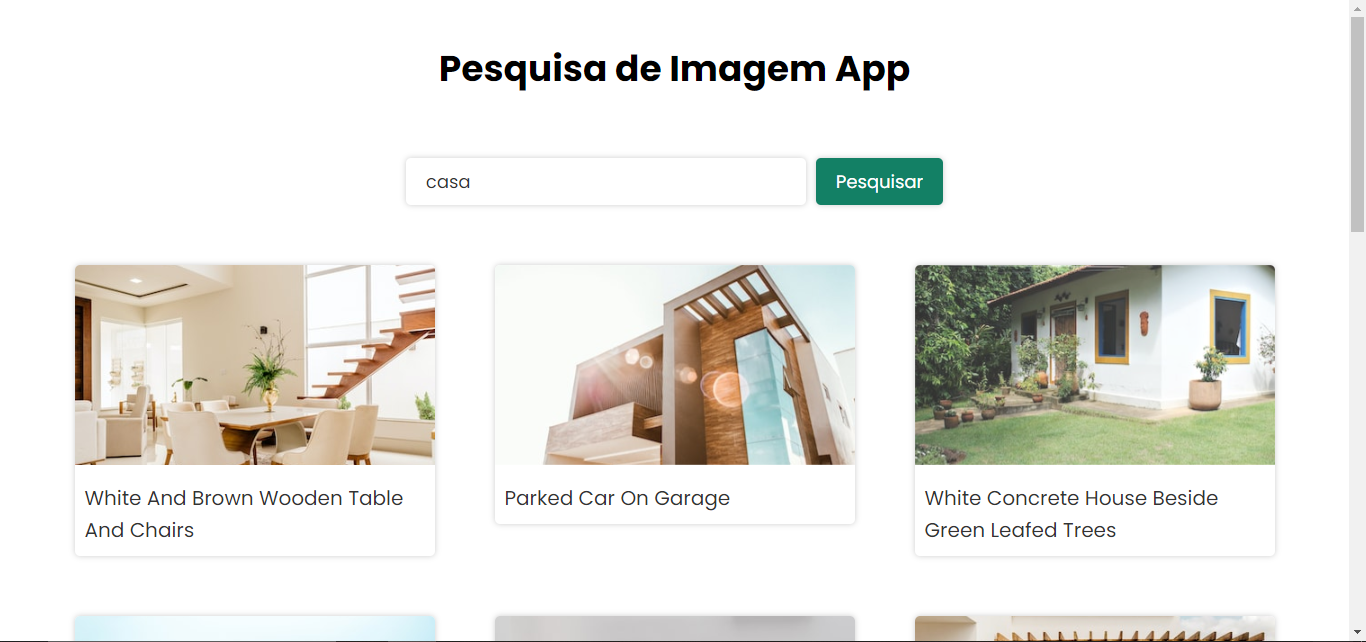 Pesquisa de Imagem App
casa
Pesquisar
White And Brown Wooden Table
And Chairs
Parked Car On Garage
White Concrete House Beside
Green Leafed Trees